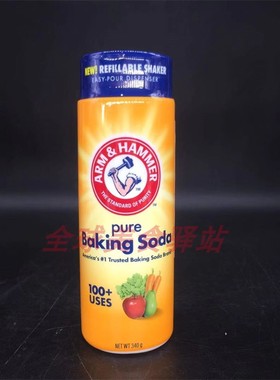 NEW! REFILLABLE SHAKER
EASY-POUR DISPENSER
ARM & HAMMER
THE STANDARD OF PURITY
pure
Baking Soda
America's #1 Trusted Baking Soda Brand
100+
USES
NET WT 340 g